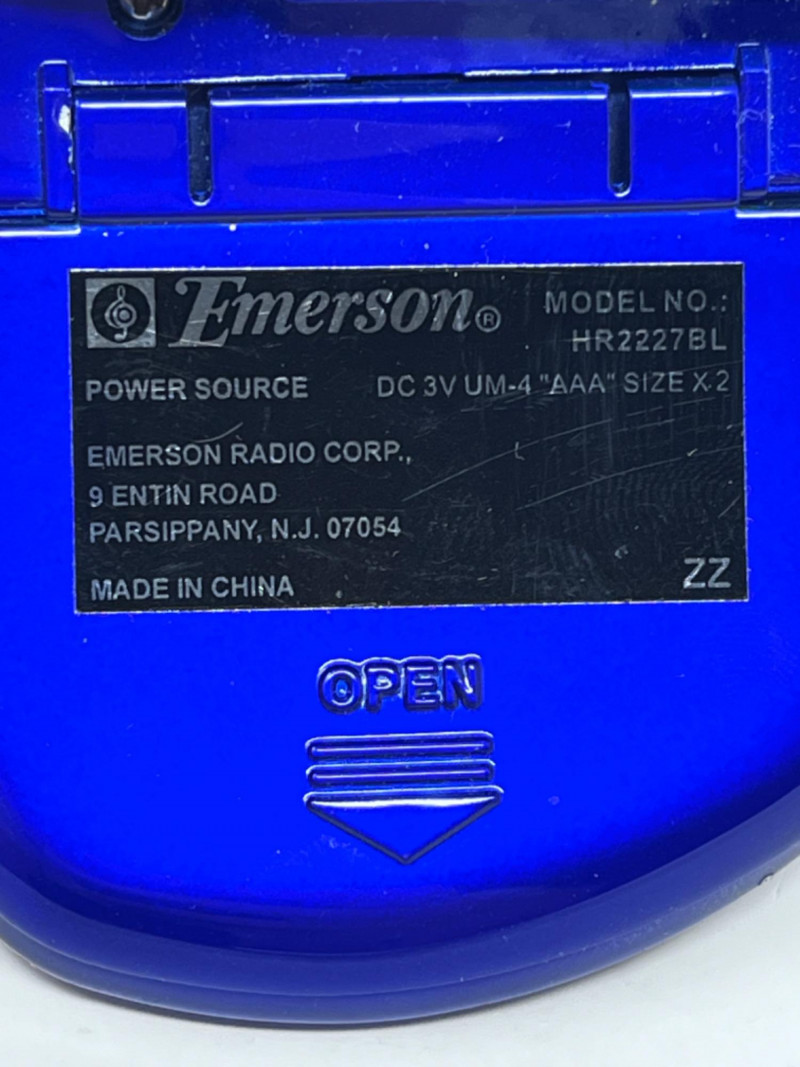 Emerson®
MODEL NO.:
HR2227BL
POWER SOURCE DC 3V UM-4 "AAA" SIZE X 2
EMERSON RADIO CORP.,
9 ENTIN ROAD
PARSIPPANY, N.J. 07054
MADE IN CHINA
ZZ
OPEN